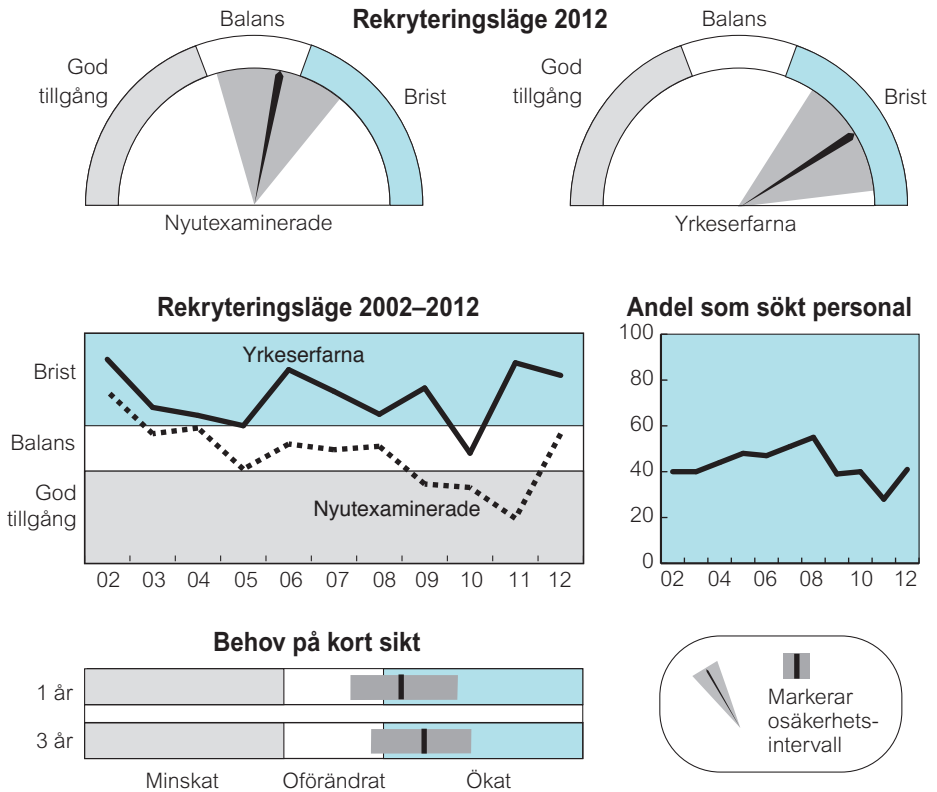 Rekryteringsläge 2012
Balans
God
tillgång
Brist
Nyutexaminerade
Balans
God
tillgång
Brist
Yrkeserfarna
Rekryteringsläge 2002–2012
Brist
Balans
God
tillgång
Yrkeserfarna
Nyutexaminerade
02 03 04 05 06 07 08 09 10 11 12
Andel som sökt personal
100
80
60
40
20
0
02 04 06 08 10 12
Behov på kort sikt
1 år
3 år
Minskat Oförändrat Ökat
Markerar
osäkerhets-
intervall